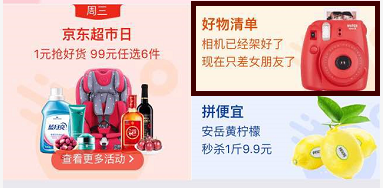 周三
京东超市日
1元抢好货 99元任选6件
查看更多活动 >
好物清单
相机已经架好了
现在只差女朋友了
拼便宜
安岳黄柠檬
秒杀1斤9.9元